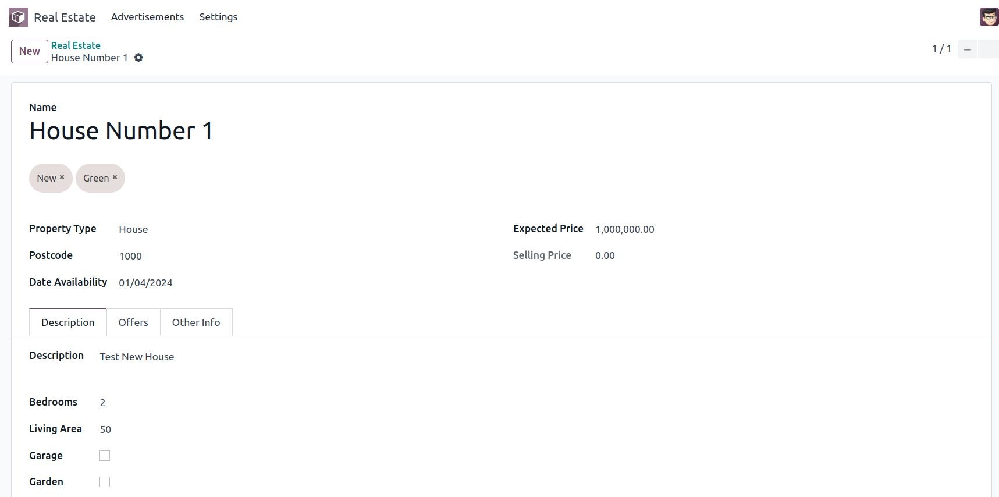 Real Estate Advertisements Settings
New Real Estate
House Number 1
1 / 1
Name
House Number 1
New × Green ×
Property Type House Expected Price 1,000,000.00
Postcode 1000 Selling Price 0.00
Date Availability 01/04/2024
Description Offers Other Info
Description Test New House
Bedrooms 2
Living Area 50
Garage
Garden